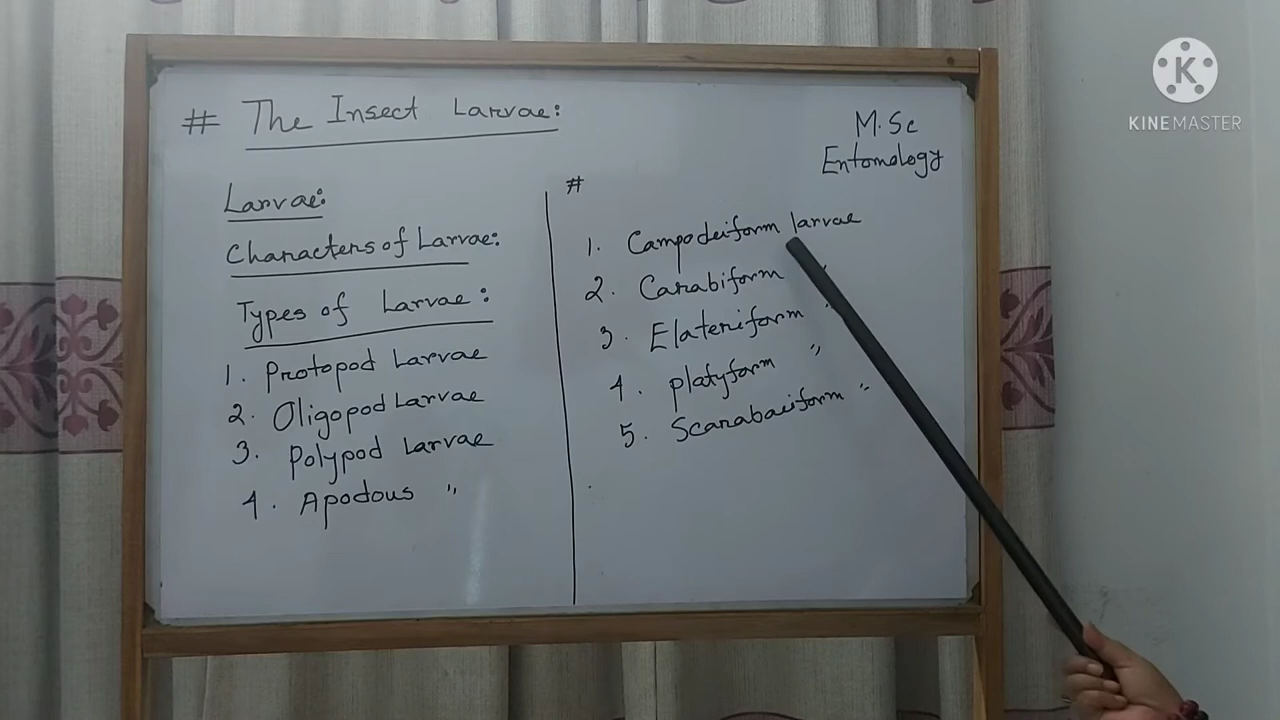 # The Insect Larvae:
M.Sc
Entomology
Larvae:
Characters of Larvae:
Types of Larvae:
1. Protopod Larvae
2. Oligopod Larvae
3. Polypod Larvae
4. Apodous "
#
1. Campodeiform larvae
2. Carabiform "
3. Elateriform "
4. Platyform "
5. Scarabaeiform "
K
KINEMASTER